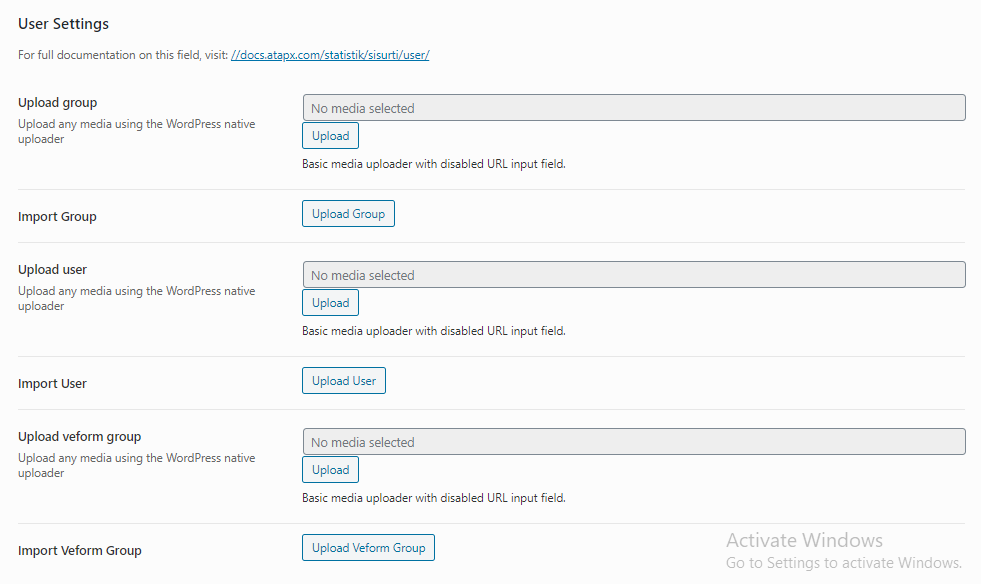 User Settings
For full documentation on this field, visit: //docs.atapx.com/statistik/sisurti/user/
Upload group
Upload any media using the WordPress native
uploader
No media selected
Upload
Basic media uploader with disabled URL input field.
Import Group
Upload Group
Upload user
Upload any media using the WordPress native
uploader
No media selected
Upload
Basic media uploader with disabled URL input field.
Import User
Upload User
Upload veform group
Upload any media using the WordPress native
uploader
No media selected
Upload
Basic media uploader with disabled URL input field.
Import Veform Group
Upload Veform Group
Activate Windows
Go to Settings to activate Windows.